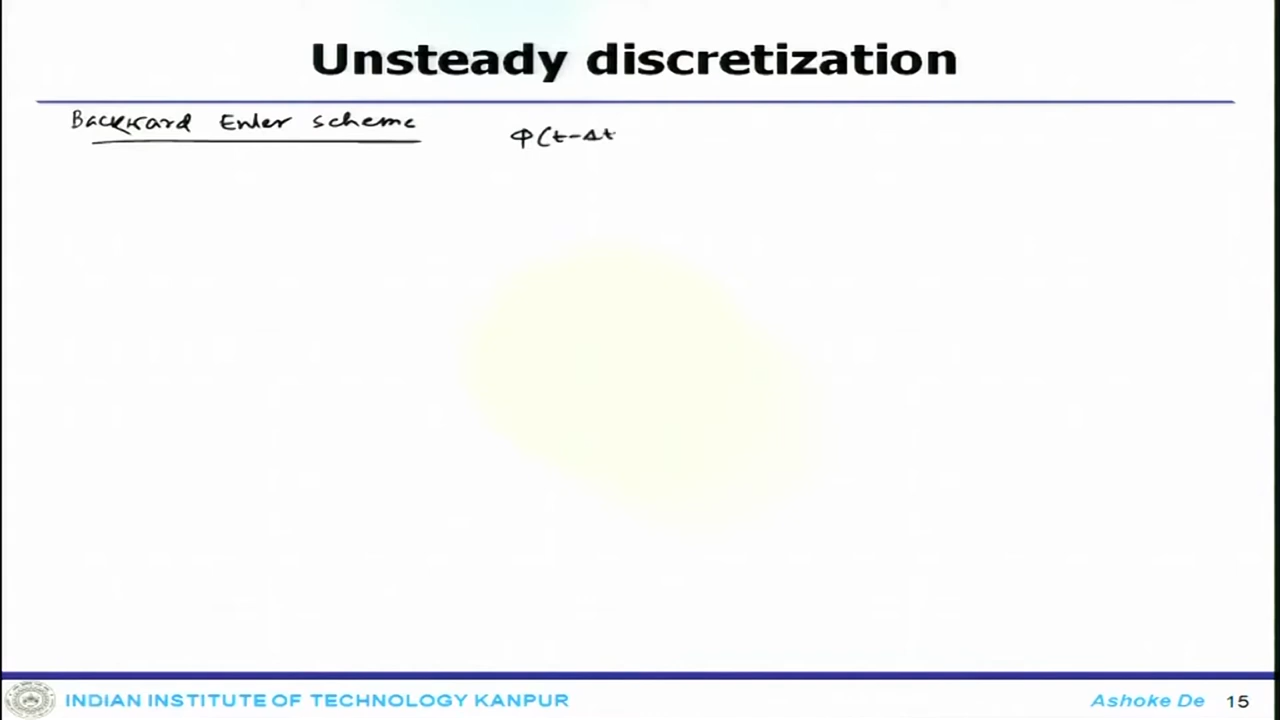 Unsteady discretization
Backward Euler scheme
Φ(t-Δt
INDIAN INSTITUTE OF TECHNOLOGY KANPUR
Ashoke De 15